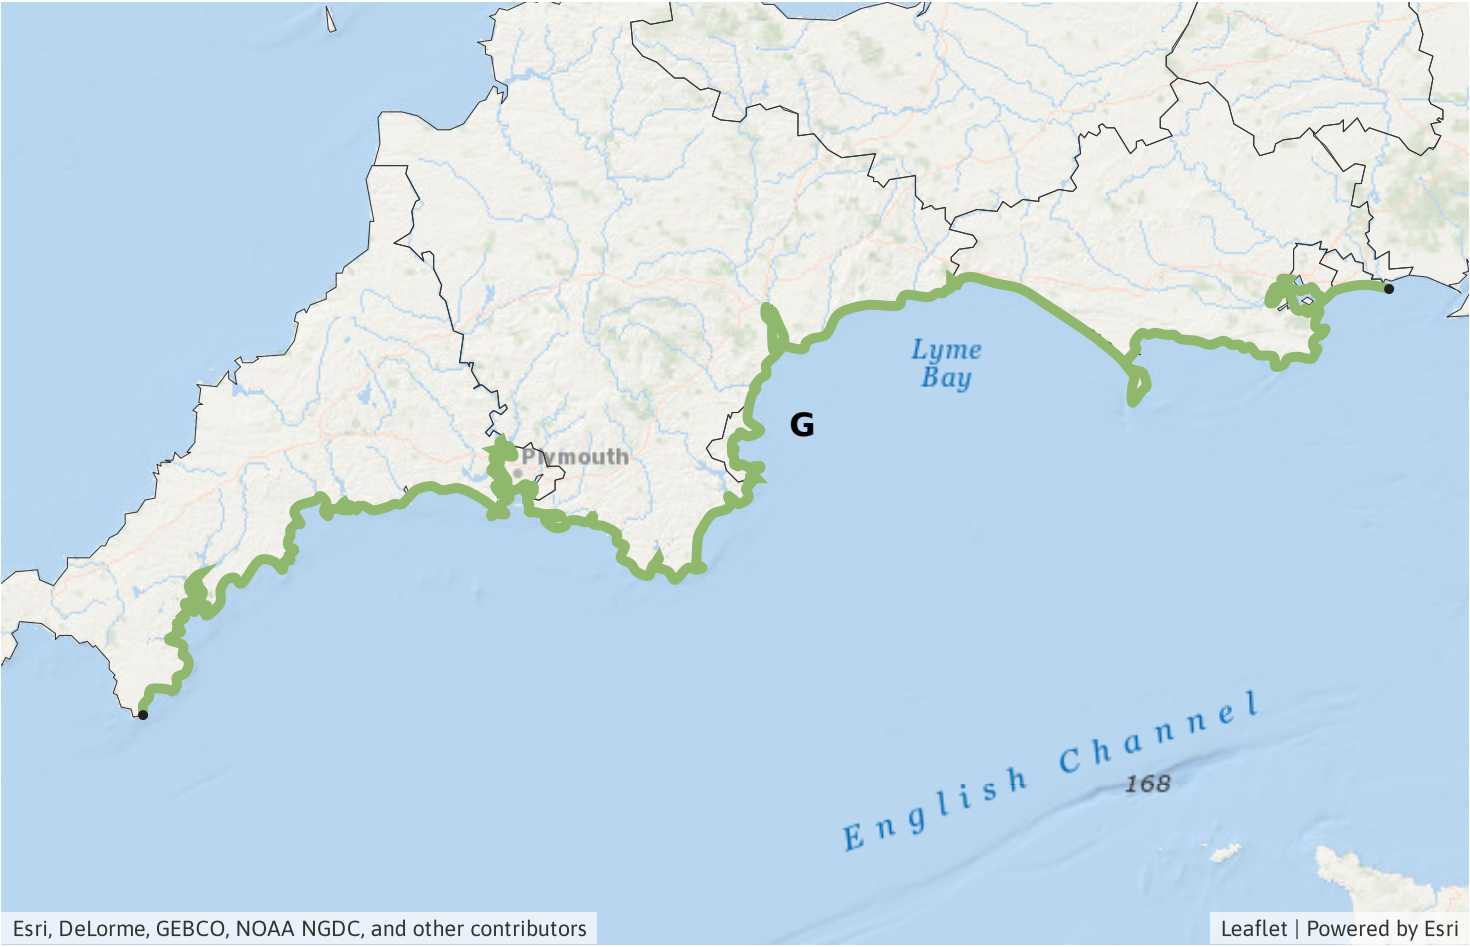 Lyme
Bay
G
Plymouth
English Channel
168
Esri, DeLorme, GEBCO, NOAA NGDC, and other contributors
Leaflet | Powered by Esri